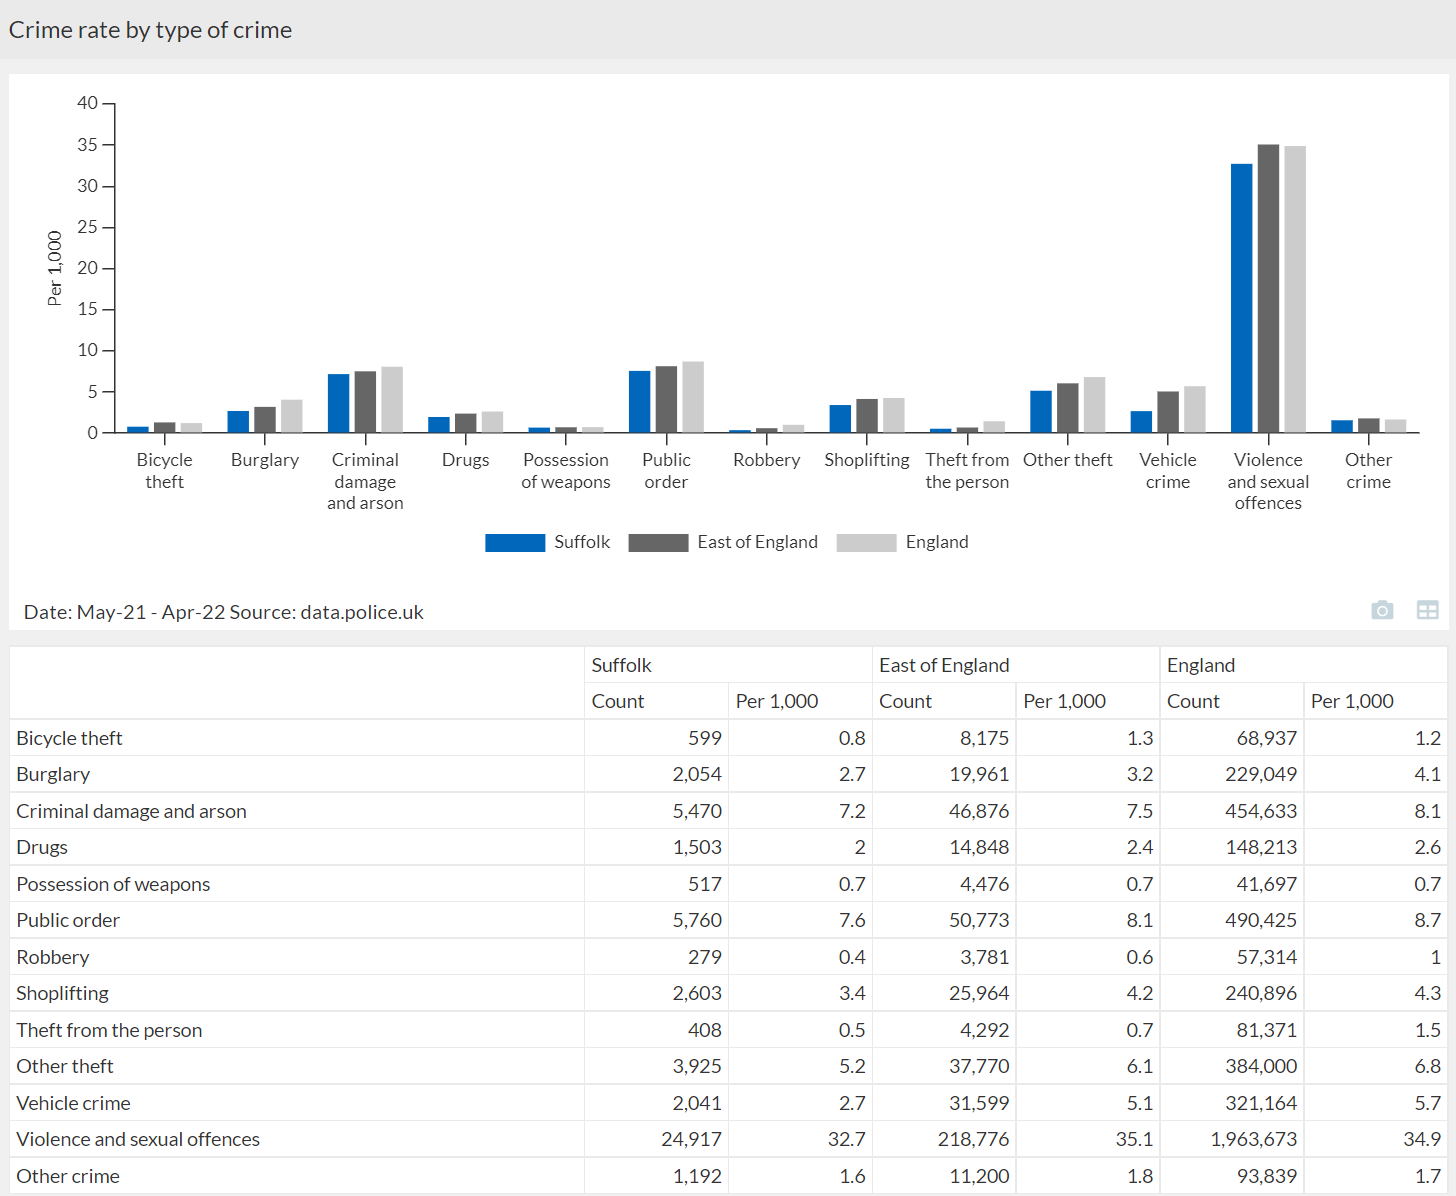 Crime rate by type of crime
40
35
30
25
20
15
10
5
0
Per 1,000
Bicycle theft
Burglary
Criminal damage and arson
Drugs
Possession of weapons
Public order
Robbery
Shoplifting
Theft from the person
Other theft
Vehicle crime
Violence and sexual offences
Other crime
Suffolk East of England England
Date: May-21 - Apr-22 Source: data.police.uk
Suffolk East of England England
Count Per 1,000 Count Per 1,000 Count Per 1,000
Bicycle theft 599 0.8 8,175 1.3 68,937 1.2
Burglary 2,054 2.7 19,961 3.2 229,049 4.1
Criminal damage and arson 5,470 7.2 46,876 7.5 454,633 8.1
Drugs 1,503 2 14,848 2.4 148,213 2.6
Possession of weapons 517 0.7 4,476 0.7 41,697 0.7
Public order 5,760 7.6 50,773 8.1 490,425 8.7
Robbery 279 0.4 3,781 0.6 57,314 1
Shoplifting 2,603 3.4 25,964 4.2 240,896 4.3
Theft from the person 408 0.5 4,292 0.7 81,371 1.5
Other theft 3,925 5.2 37,770 6.1 384,000 6.8
Vehicle crime 2,041 2.7 31,599 5.1 321,164 5.7
Violence and sexual offences 24,917 32.7 218,776 35.1 1,963,673 34.9
Other crime 1,192 1.6 11,200 1.8 93,839 1.7